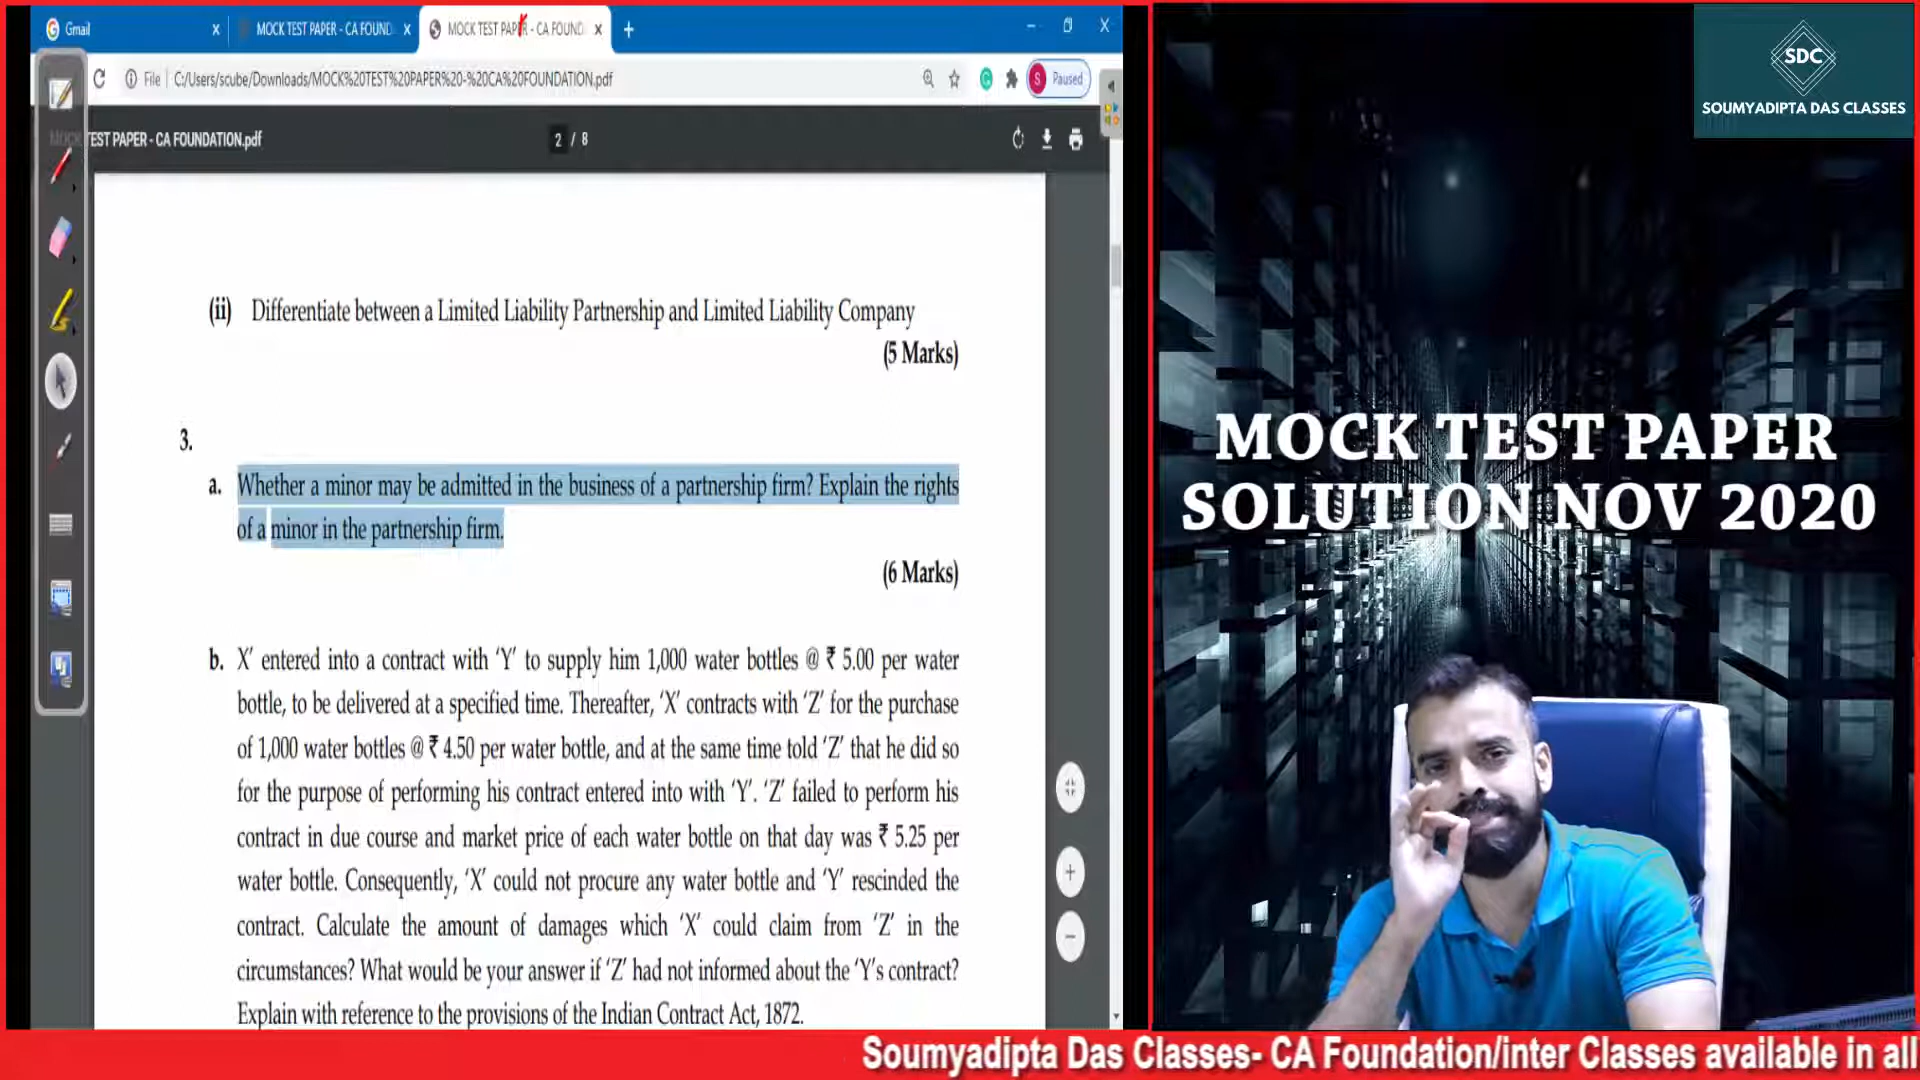 Gmail
MOCK TEST PAPER - CA FOUND
MOCK TEST PAPER - CA FOUND
File
C:/Users/scube/Downloads/MOCK%20TEST%20PAPER%20-%20CA%20FOUNDATION.pdf
S Paused
MOCK TEST PAPER - CA FOUNDATION.pdf
2 / 8
(ii) Differentiate between a Limited Liability Partnership and Limited Liability Company
(5 Marks)
3.
a. Whether a minor may be admitted in the business of a partnership firm? Explain the rights
of a minor in the partnership firm.
(6 Marks)
b. X’ entered into a contract with ‘Y’ to supply him 1,000 water bottles @ ₹ 5.00 per water
bottle, to be delivered at a specified time. Thereafter, ‘X’ contracts with ‘Z’ for the purchase
of 1,000 water bottles @ ₹ 4.50 per water bottle, and at the same time told ‘Z’ that he did so
for the purpose of performing his contract entered into with ‘Y’. ‘Z’ failed to perform his
contract in due course and market price of each water bottle on that day was ₹ 5.25 per
water bottle. Consequently, ‘X’ could not procure any water bottle and ‘Y’ rescinded the
contract. Calculate the amount of damages which ‘X’ could claim from ‘Z’ in the
circumstances? What would be your answer if ‘Z’ had not informed about the ‘Y’s contract?
Explain with reference to the provisions of the Indian Contract Act, 1872.
SDC
SOUMYADIPTA DAS CLASSES
MOCK TEST PAPER
SOLUTION NOV 2020
Soumyadipta Das Classes- CA Foundation/inter Classes available in all